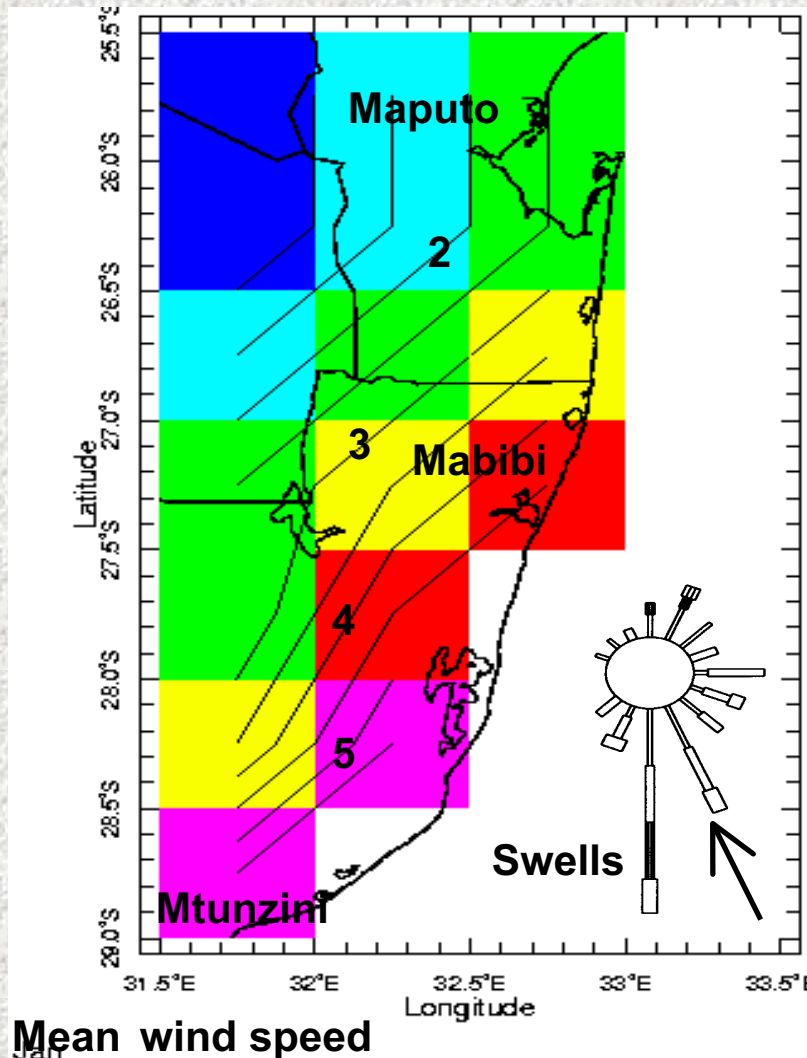 25.5°S
Maputo
26.0°S
2
26.5°S
27.0°S
3
Mabibi
Latitude
27.5°S
4
28.0°S
5
28.5°S
Swells
Mtunzini
29.0°S
31.5°E 32°E 32.5°E 33°E 33.5°E
Longitude
Mean wind speed
Jan